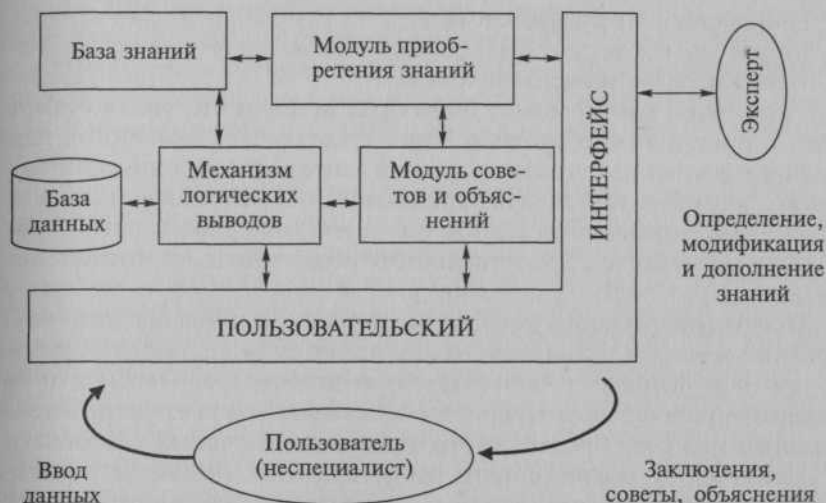 База знаний
Модуль приоб-
ретения знаний
ИНТЕРФЕЙС
Эксперт
База
данных
Механизм
логических
выводов
Модуль сове-
тов и объяс-
нений
Определение,
модификация
и дополнение
знаний
ПОЛЬЗОВАТЕЛЬСКИЙ
Пользователь
(неспециалист)
Ввод
данных
Заключения,
советы, объяснения